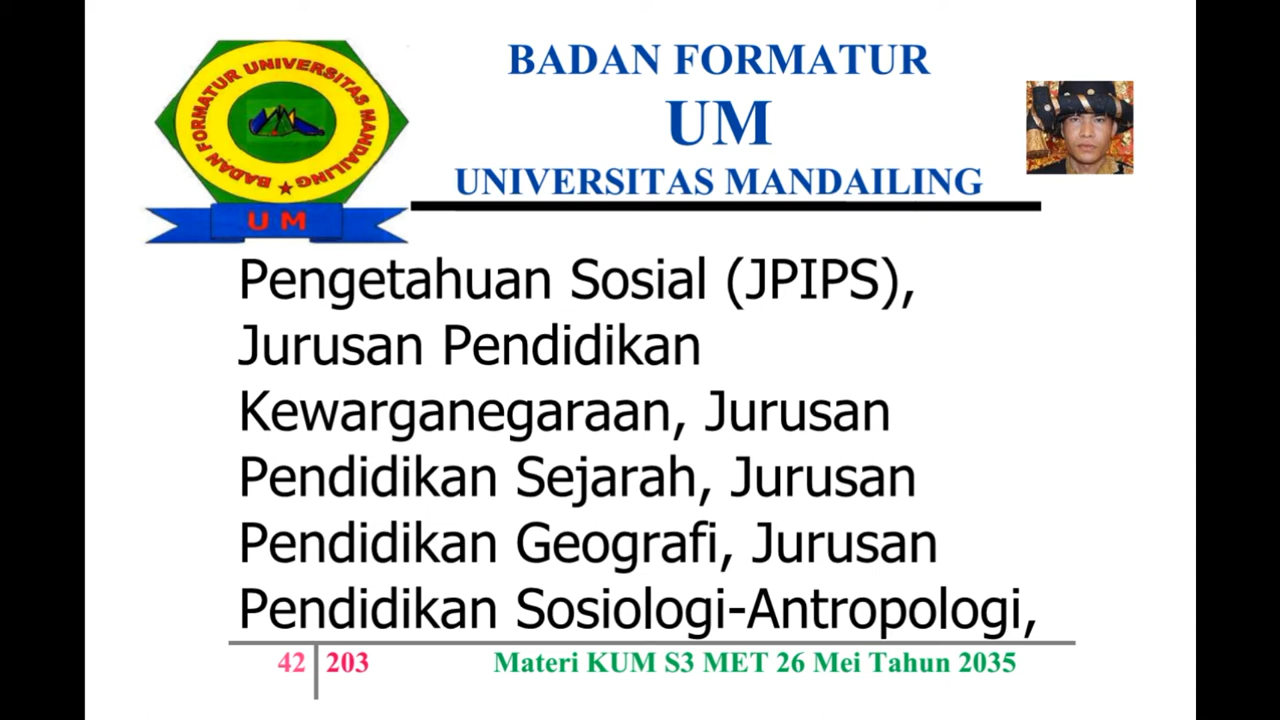 BADAN FORMATUR UNIVERSITAS MANDAILING
UM
BADAN FORMATUR
UM
UNIVERSITAS MANDAILING
Pengetahuan Sosial (JPIPS),
Jurusan Pendidikan
Kewarganegaraan, Jurusan
Pendidikan Sejarah, Jurusan
Pendidikan Geografi, Jurusan
Pendidikan Sosiologi-Antropologi,
42 203 Materi KUM S3 MET 26 Mei Tahun 2035